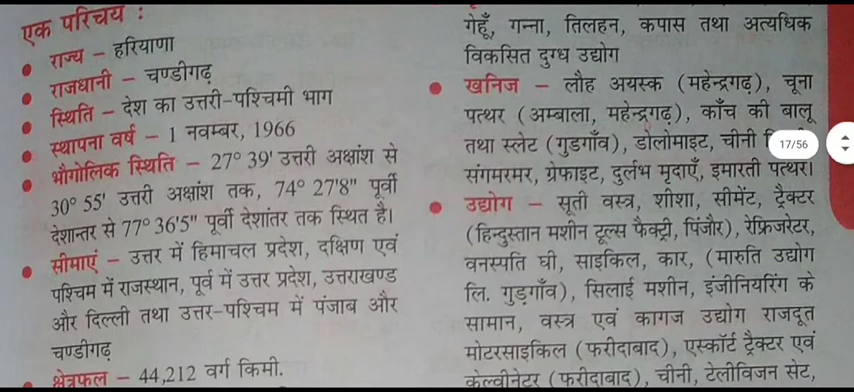 एक परिचय :
राज्य – हरियाणा
राजधानी – चण्डीगढ़
स्थिति – देश का उत्तरी-पश्चिमी भाग
स्थापना वर्ष – 1 नवम्बर, 1966
भौगोलिक स्थिति – 27° 39' उत्तरी अक्षांश से
30° 55' उत्तरी अक्षांश तक, 74° 27'8" पूर्वी
देशान्तर से 77° 36'5" पूर्वी देशांतर तक स्थित है।
सीमाएं – उत्तर में हिमाचल प्रदेश, दक्षिण एवं
पश्चिम में राजस्थान, पूर्व में उत्तर प्रदेश, उत्तराखण्ड
और दिल्ली तथा उत्तर-पश्चिम में पंजाब और
चण्डीगढ़
क्षेत्रफल – 44,212 वर्ग किमी.
गेहूँ, गन्ना, तिलहन, कपास तथा अत्यधिक
विकसित दुग्ध उद्योग
खनिज – लौह अयस्क (महेन्द्रगढ़), चूना
पत्थर (अम्बाला, महेन्द्रगढ़), काँच की बालू
तथा स्लेट (गुडगाँव), डोलोमाइट, चीनी
17/56
संगमरमर, ग्रेफाइट, दुर्लभ मृदाएँ, इमारती पत्थर।
उद्योग – सूती वस्त्र, शीशा, सीमेंट, ट्रैक्टर
(हिन्दुस्तान मशीन टूल्स फैक्ट्री, पिंजौर), रेफ्रिजरेटर,
वनस्पति घी, साइकिल, कार, (मारुति उद्योग
लि. गुड़गाँव), सिलाई मशीन, इंजीनियरिंग के
सामान, वस्त्र एवं कागज उद्योग राजदूत
मोटरसाइकिल (फरीदाबाद), एस्कॉर्ट ट्रैक्टर एवं
केल्वीनेटर (फरीदाबाद), चीनी, टेलीविजन सेट,